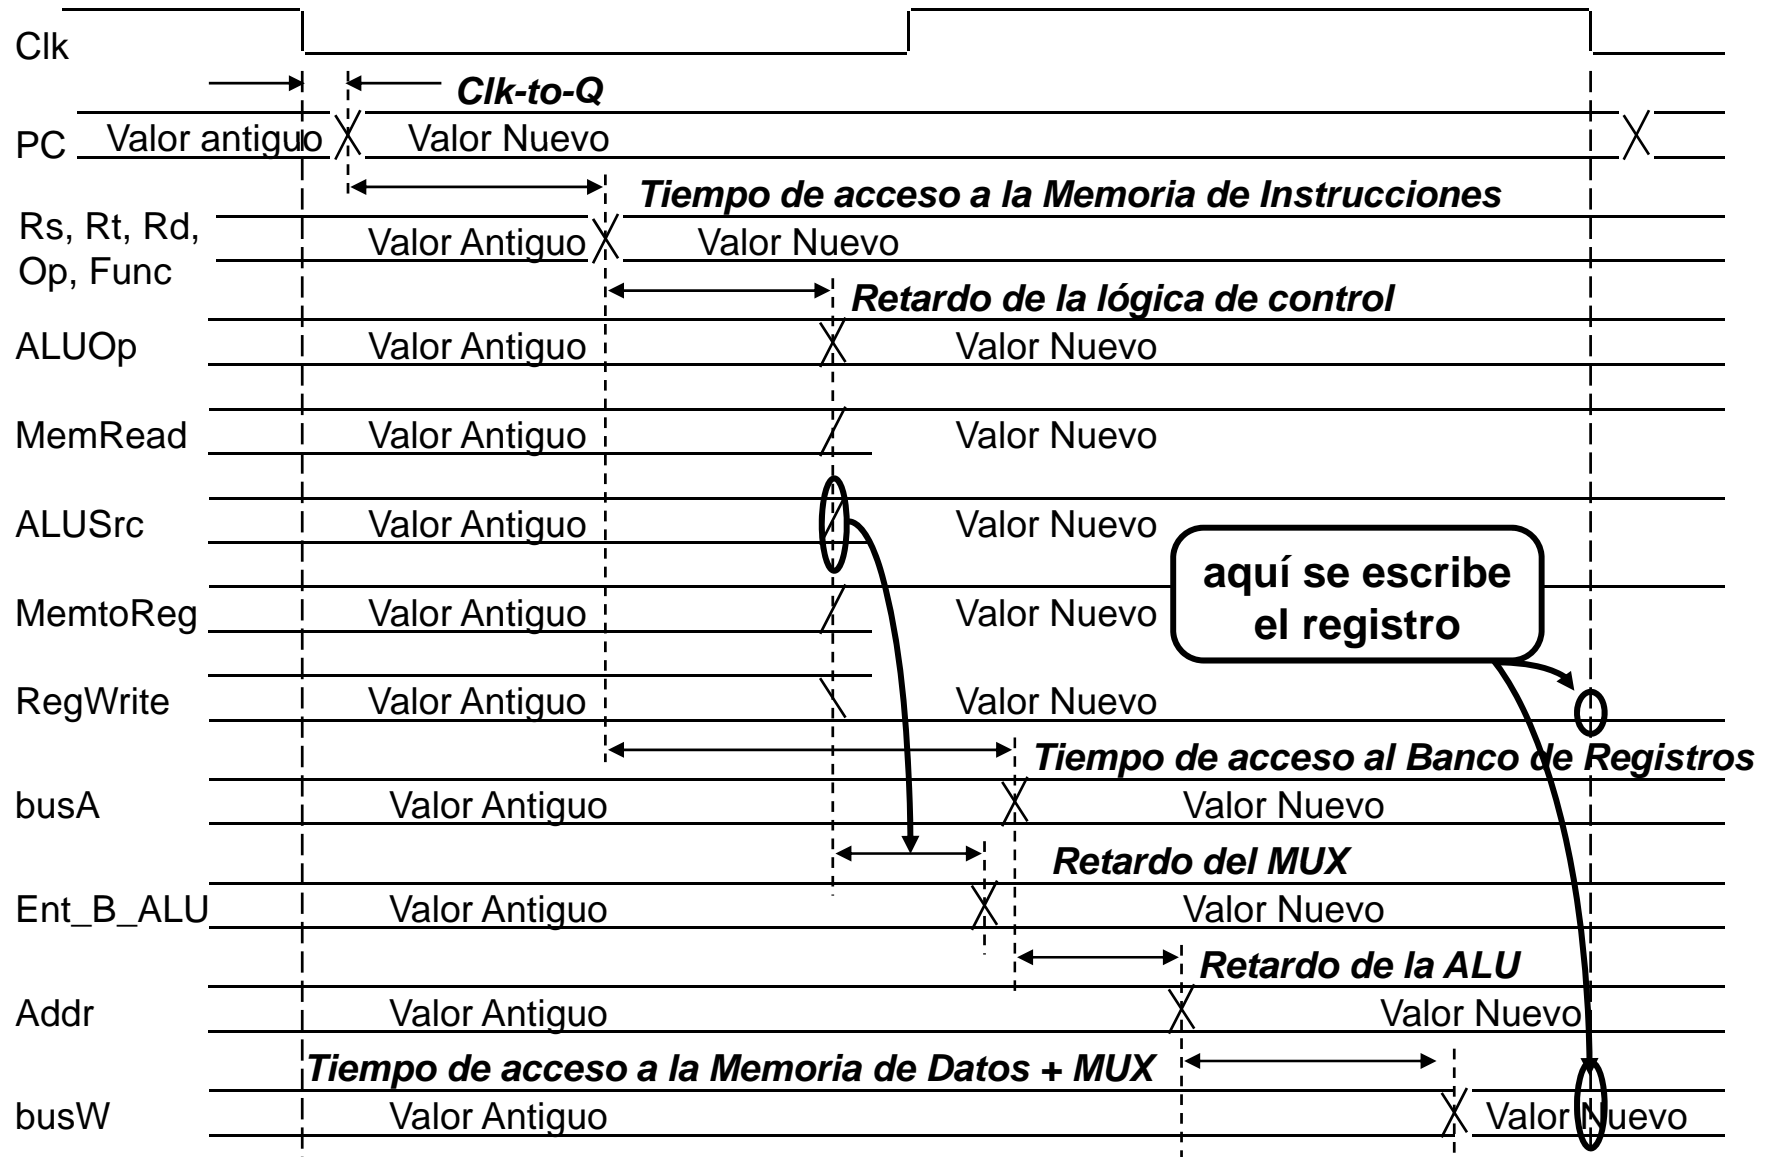 Clk
Clk-to-Q
PC Valor antiguo Valor Nuevo
Tiempo de acceso a la Memoria de Instrucciones
Rs, Rt, Rd,
Op, Func
Valor Antiguo Valor Nuevo
Retardo de la lógica de control
ALUOp Valor Antiguo Valor Nuevo
MemRead Valor Antiguo Valor Nuevo
ALUSrc Valor Antiguo Valor Nuevo
aquí se escribe
el registro
MemtoReg Valor Antiguo Valor Nuevo
RegWrite Valor Antiguo Valor Nuevo
Tiempo de acceso al Banco de Registros
busA Valor Antiguo Valor Nuevo
Retardo del MUX
Ent_B_ALU Valor Antiguo Valor Nuevo
Retardo de la ALU
Addr Valor Antiguo Valor Nuevo
Tiempo de acceso a la Memoria de Datos + MUX
busW Valor Antiguo Valor Nuevo